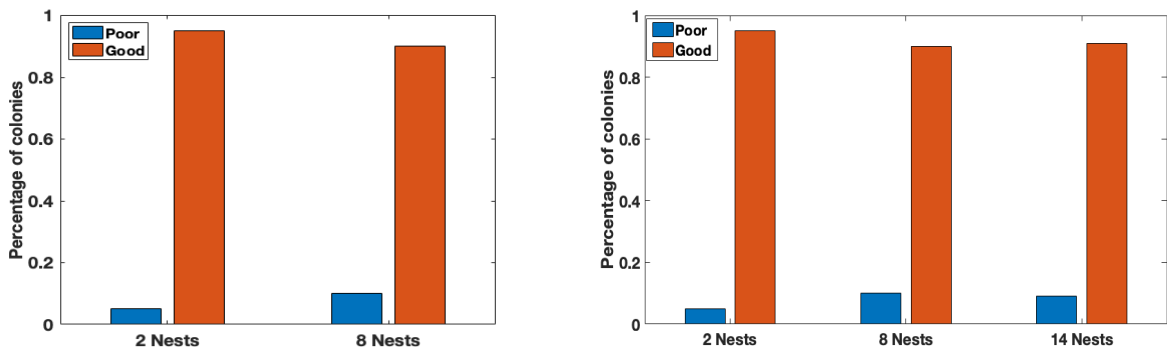 Percentage of colonies
1
0.8
0.6
0.4
0.2
0
Poor
Good
2 Nests
8 Nests
Percentage of colonies
1
0.8
0.6
0.4
0.2
0
Poor
Good
2 Nests
8 Nests
14 Nests